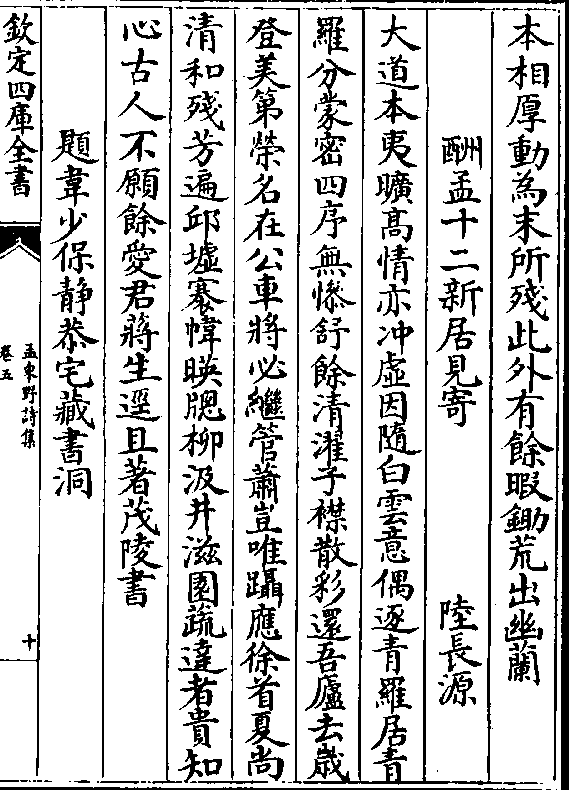 本相厚動為末所殘此外有餘暇鋤荒出幽蘭
酬孟十二新居見寄 陸長源
大道本夷曠髙情亦冲虛因隨白雲意偶逐青羅居青
羅分蒙密四序無慘舒餘清濯子襟散彩還吾廬去歲
登美第榮名在公車將必繼管蕭豈唯躡應徐首夏尚
清和殘芳遍邱墟褰幃暎牕柳汲井滋園蔬達者貴知
心古人不願餘愛君蔣生逕且著茂陵書
題韋少保静恭宅藏書洞
欽定四庫全書
孟東野詩集
卷五
十